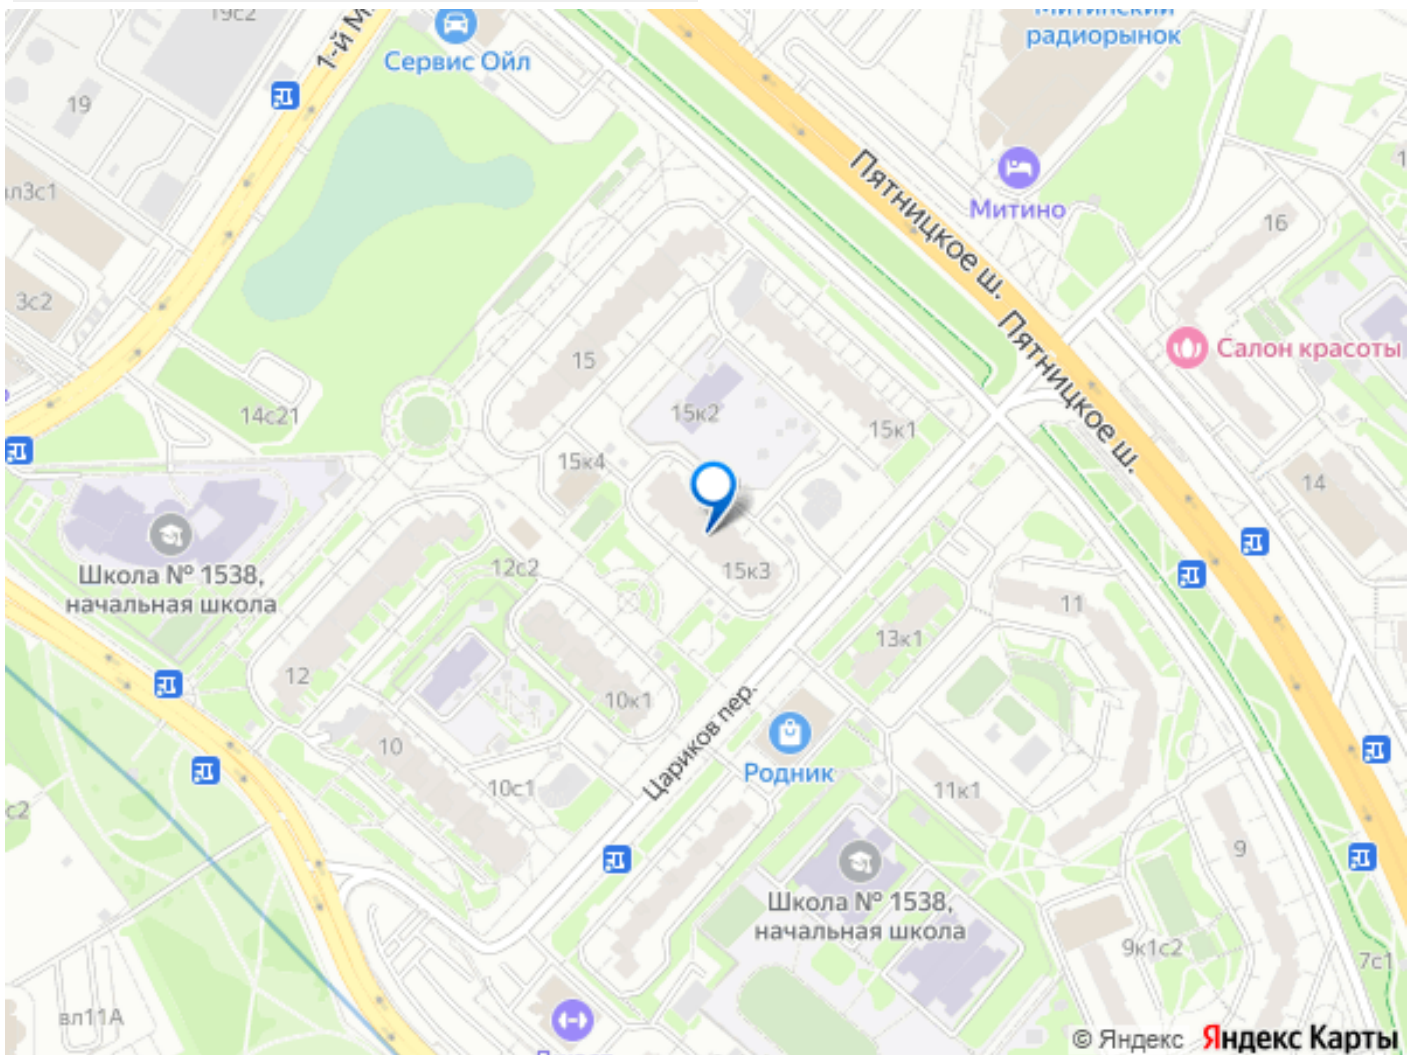 19с2
1-й М
Митинский
радиорынок
Сервис Ойл
19
Пятницкое ш.
Митино
16
3с2
Пятницкое ш.
Салон красоты
15
14с21
15к2
15к1
15к4
14
Школа № 1538,
начальная школа
12с2
15к3
11
13к1
12
10к1
Цариков пер.
10
Родник
10с1
11к1
9
Школа № 1538,
начальная школа
9к1с2
7с1
вл11А
© Яндекс Яндекс Карты